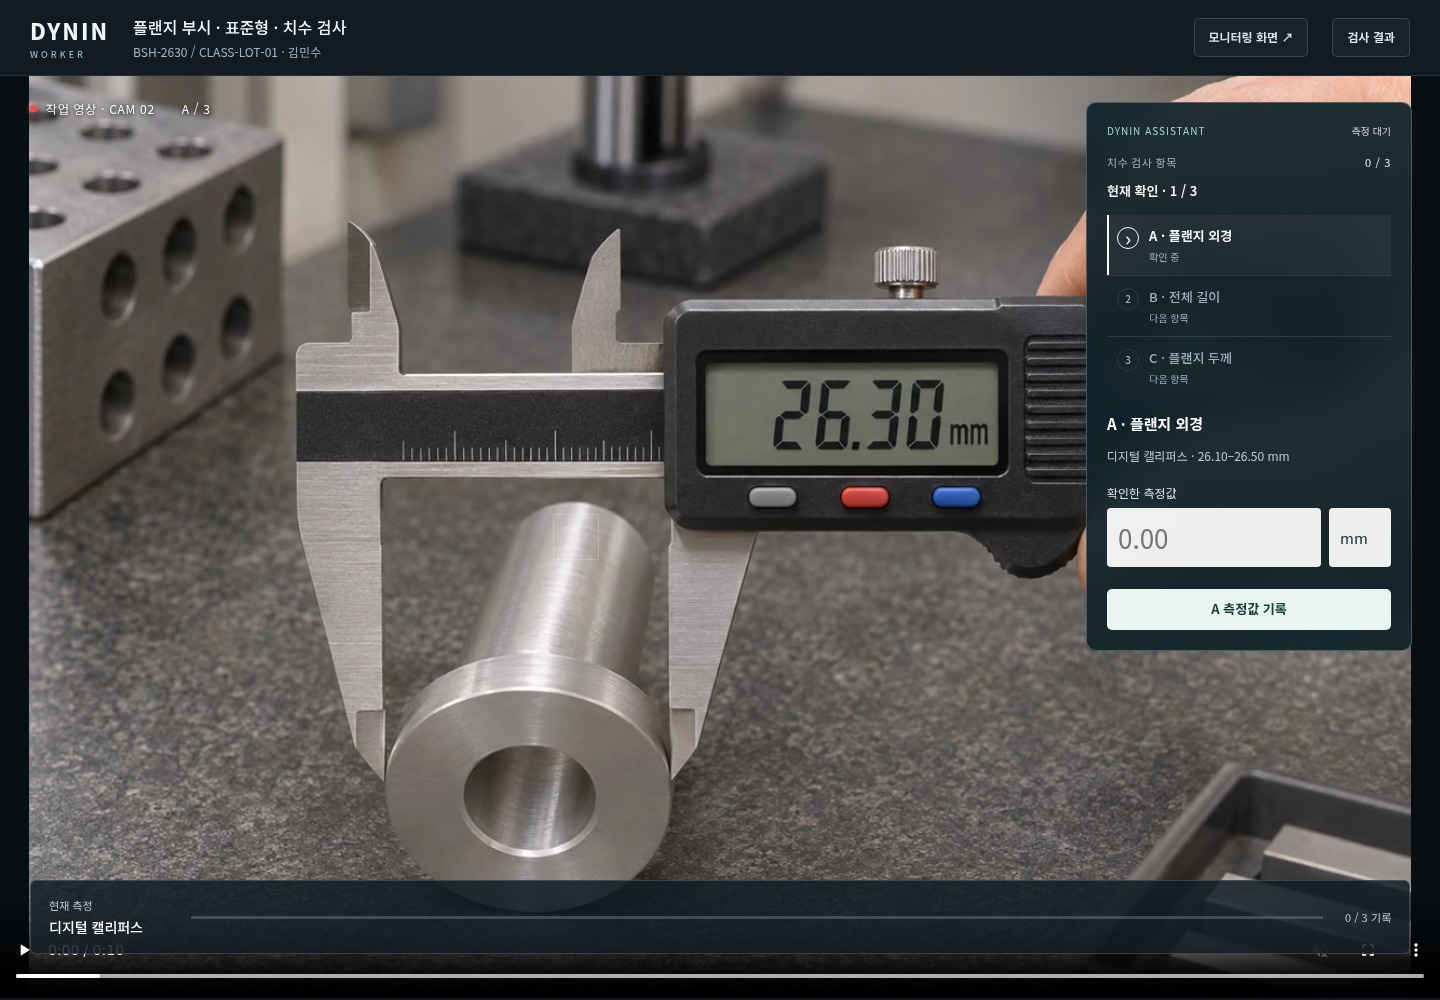 DYNIN
WORKER
플랜지 부시 · 표준형 · 치수 검사
BSH-2630 / CLASS-LOT-01 · 김민수
모니터링 화면 ↗
검사 결과
작업 영상 · CAM 02
A / 3
26.30 mm
DYNIN ASSISTANT
측정 대기
치수 검사 항목
0 / 3
현재 확인 · 1 / 3
A · 플랜지 외경
확인 중
2
B · 전체 길이
다음 항목
3
C · 플랜지 두께
다음 항목
A · 플랜지 외경
디지털 캘리퍼스 · 26.10–26.50 mm
확인한 측정값
0.00
mm
A 측정값 기록
현재 측정
디지털 캘리퍼스
0 / 3 기록
0:00 / 0:10